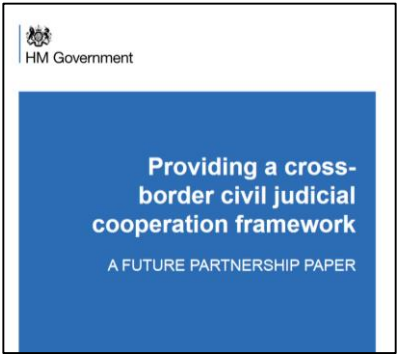 HM Government
Providing a cross-
border civil judicial
cooperation framework
A FUTURE PARTNERSHIP PAPER